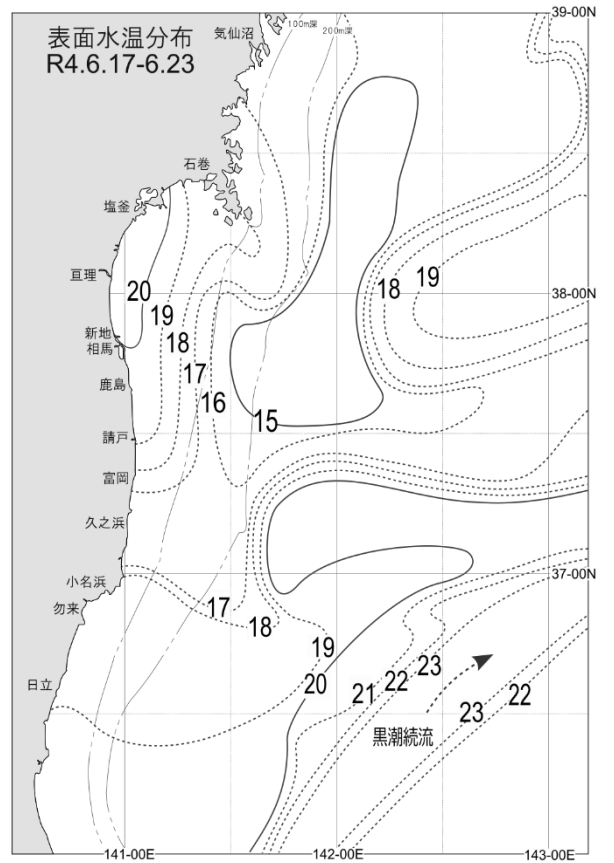 39-00N
表面水温分布
R4.6.17-6.23
気仙沼
100m深
200m深
石巻
塩釜
亘理
20
19
18
17
16
15
18
19
38-00N
新地
相馬
鹿島
請戸
富岡
久之浜
小名浜
勿来
37-00N
17
18
19
20
21
22
23
23
22
日立
黒潮続流
141-00E
142-00E
143-00E